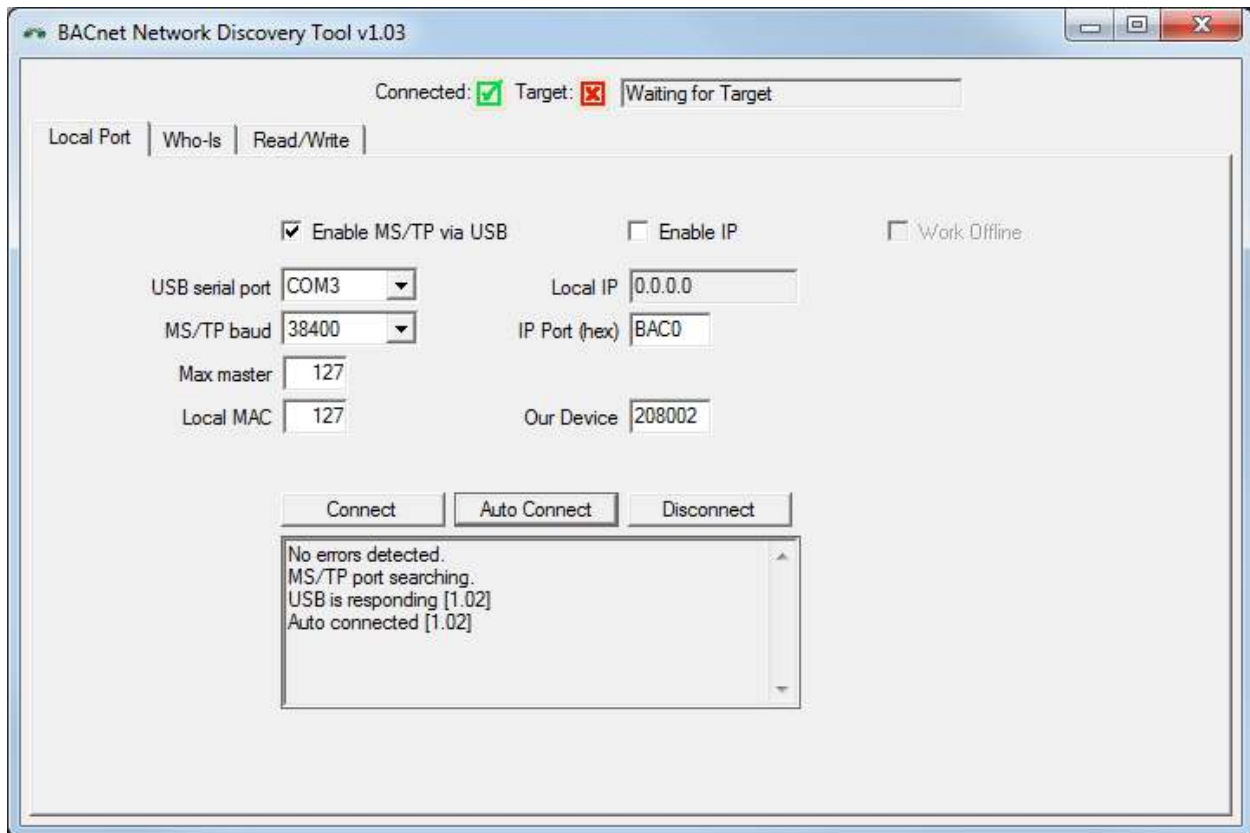 BACnet Network Discovery Tool v1.03
Connected: Target: Waiting for Target
Local Port Who-Is Read/Write
Enable MS/TP via USB Enable IP Work Offline
USB serial port COM3 Local IP 0.0.0.0
MS/TP baud 38400 IP Port (hex) BAC0
Max master 127
Local MAC 127 Our Device 208002
Connect Auto Connect Disconnect
No errors detected.
MS/TP port searching.
USB is responding [1.02]
Auto connected [1.02]